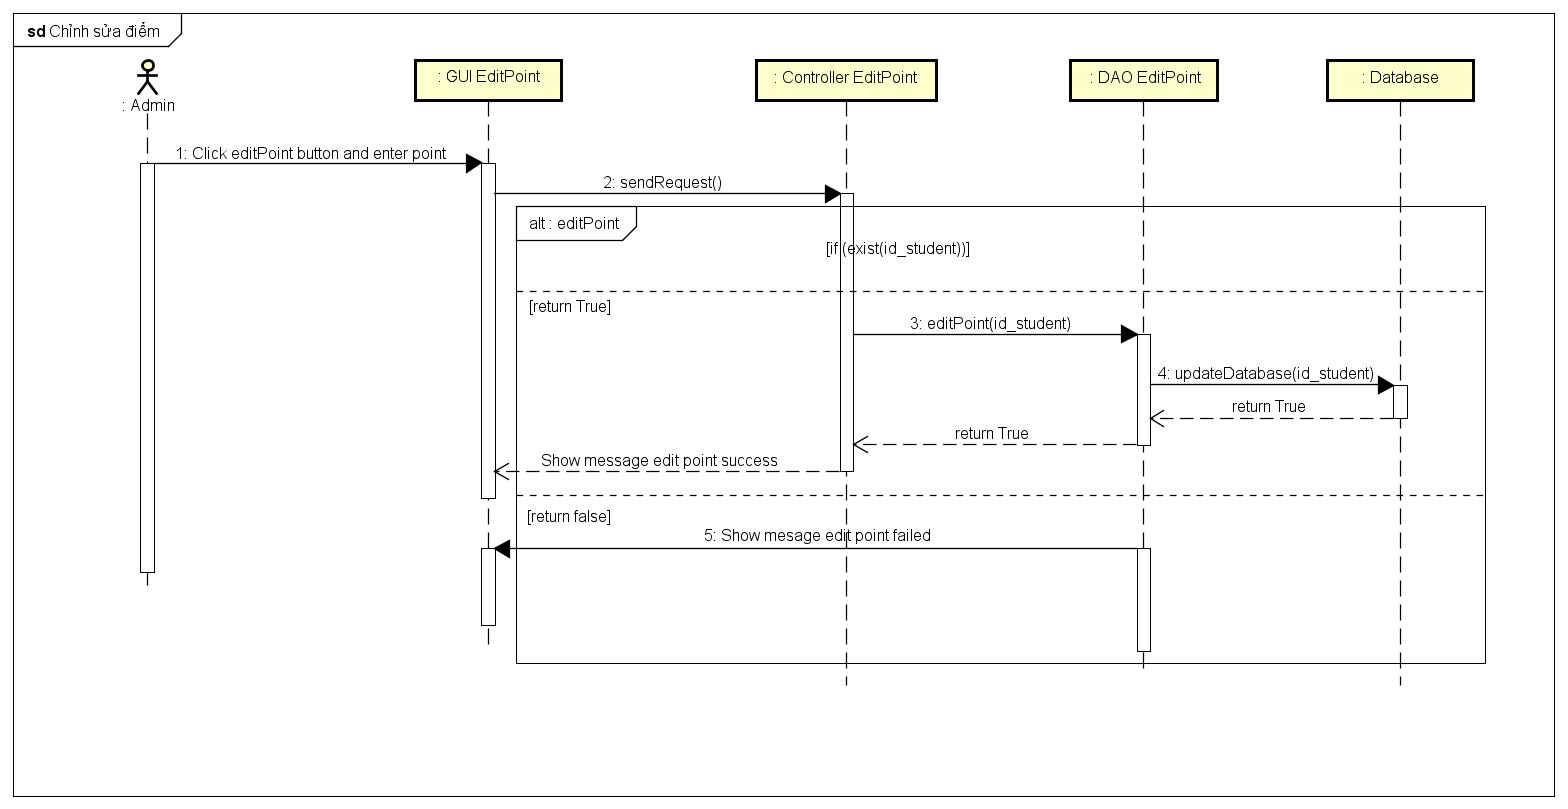 sd Chỉnh sửa điểm
: Admin
: GUI EditPoint
: Controller EditPoint
: DAO EditPoint
: Database
1: Click editPoint button and enter point
2: sendRequest()
alt : editPoint
[if (exist(id_student))]
[return True]
3: editPoint(id_student)
4: updateDatabase(id_student)
return True
return True
Show message edit point success
[return false]
5: Show mesage edit point failed